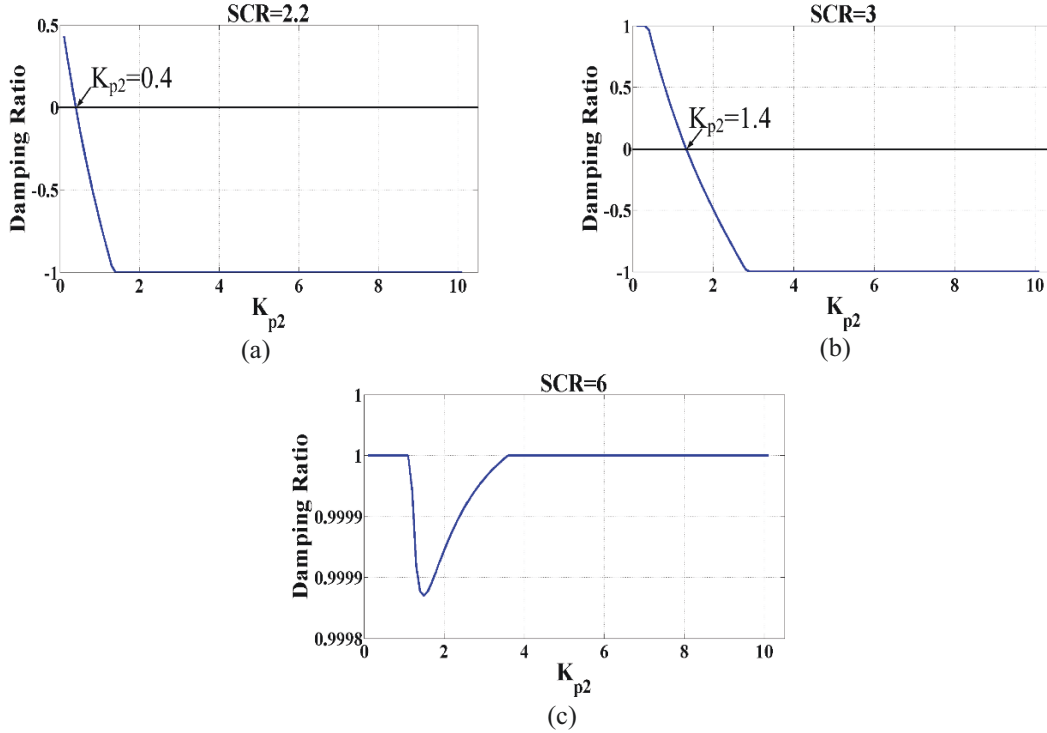 SCR=2.2
0.5
0
-0.5
-1
Damping Ratio
K_p2=0.4
0 2 4 6 8 10
K_p2
(a)
SCR=3
1
0.5
0
-0.5
-1
Damping Ratio
K_p2=1.4
0 2 4 6 8 10
K_p2
(b)
SCR=6
1
1
0.9999
0.9999
0.9998
Damping Ratio
0 2 4 6 8 10
K_p2
(c)